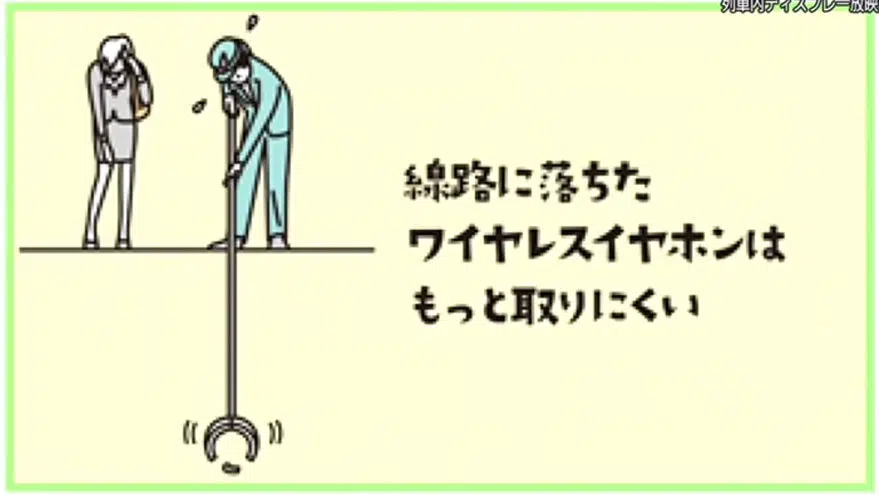 列車内ディスプレー放映
線路に落ちた
ワイヤレスイヤホンは
もっと取りにくい